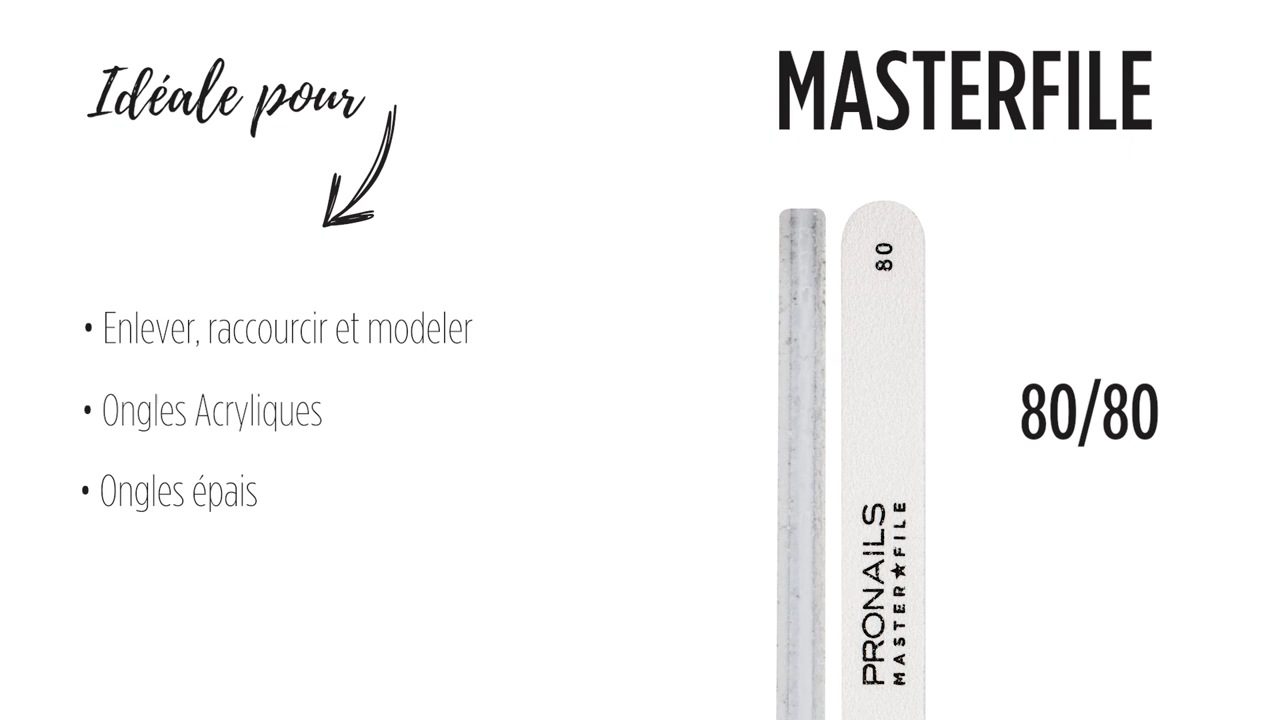 Idéale pour
• Enlever, raccourcir et modeler
• Ongles Acryliques
• Ongles épais
MASTERFILE
80
PRONAILS
MASTER★FILE
80/80